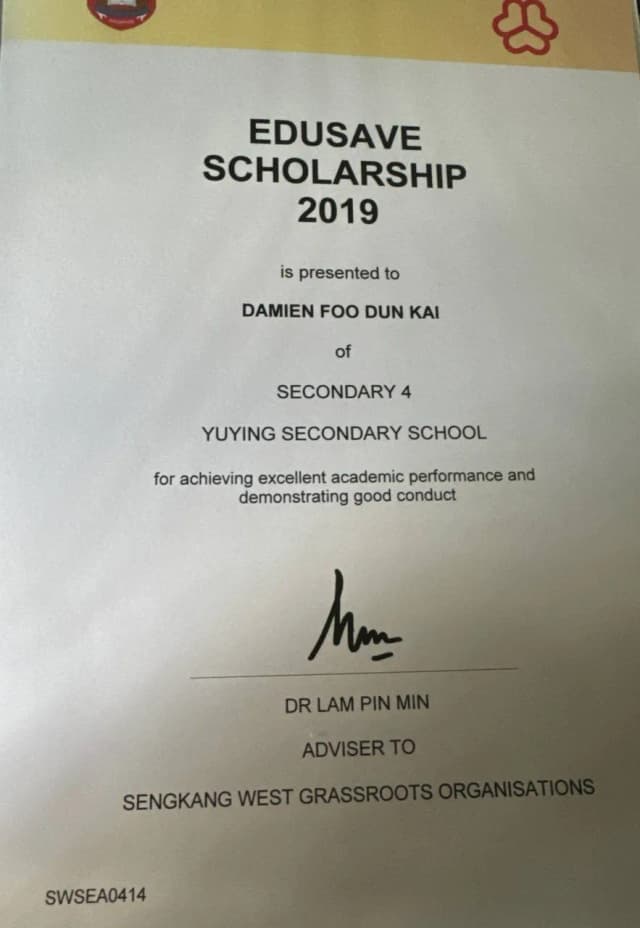 EDUSAVE
SCHOLARSHIP
2019
is presented to
DAMIEN FOO DUN KAI
of
SECONDARY 4
YUYING SECONDARY SCHOOL
for achieving excellent academic performance and
demonstrating good conduct
DR LAM PIN MIN
ADVISER TO
SENGKANG WEST GRASSROOTS ORGANISATIONS
SWSEA0414